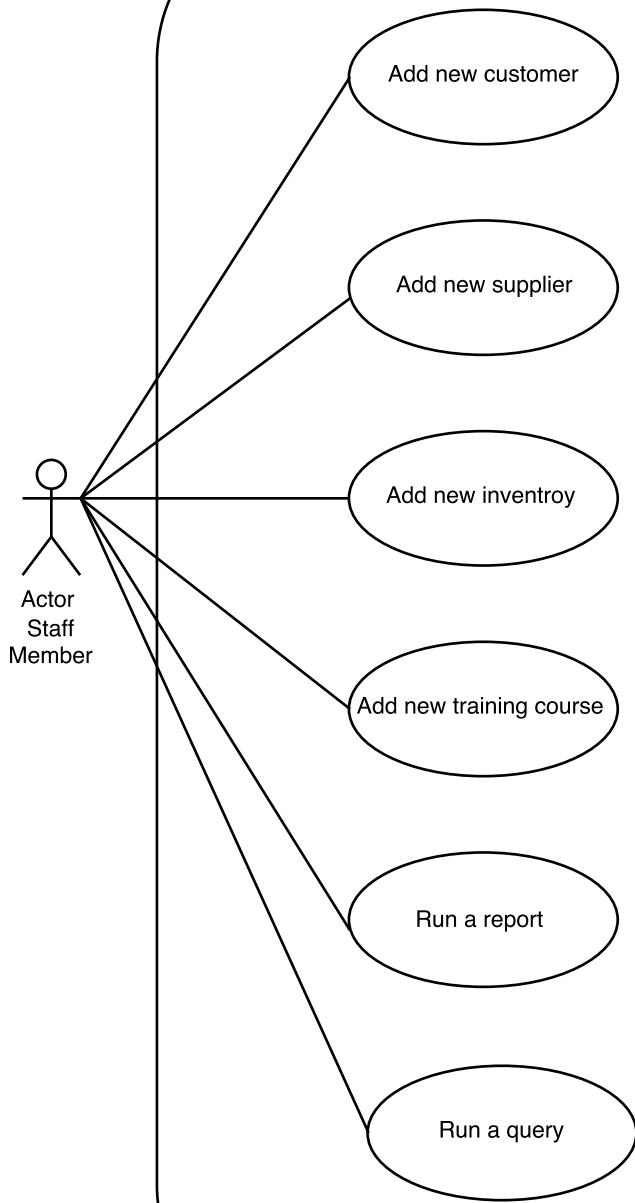 Add new customer
Add new supplier
Add new inventroy
Actor
Staff
Member
Add new training course
Run a report
Run a query